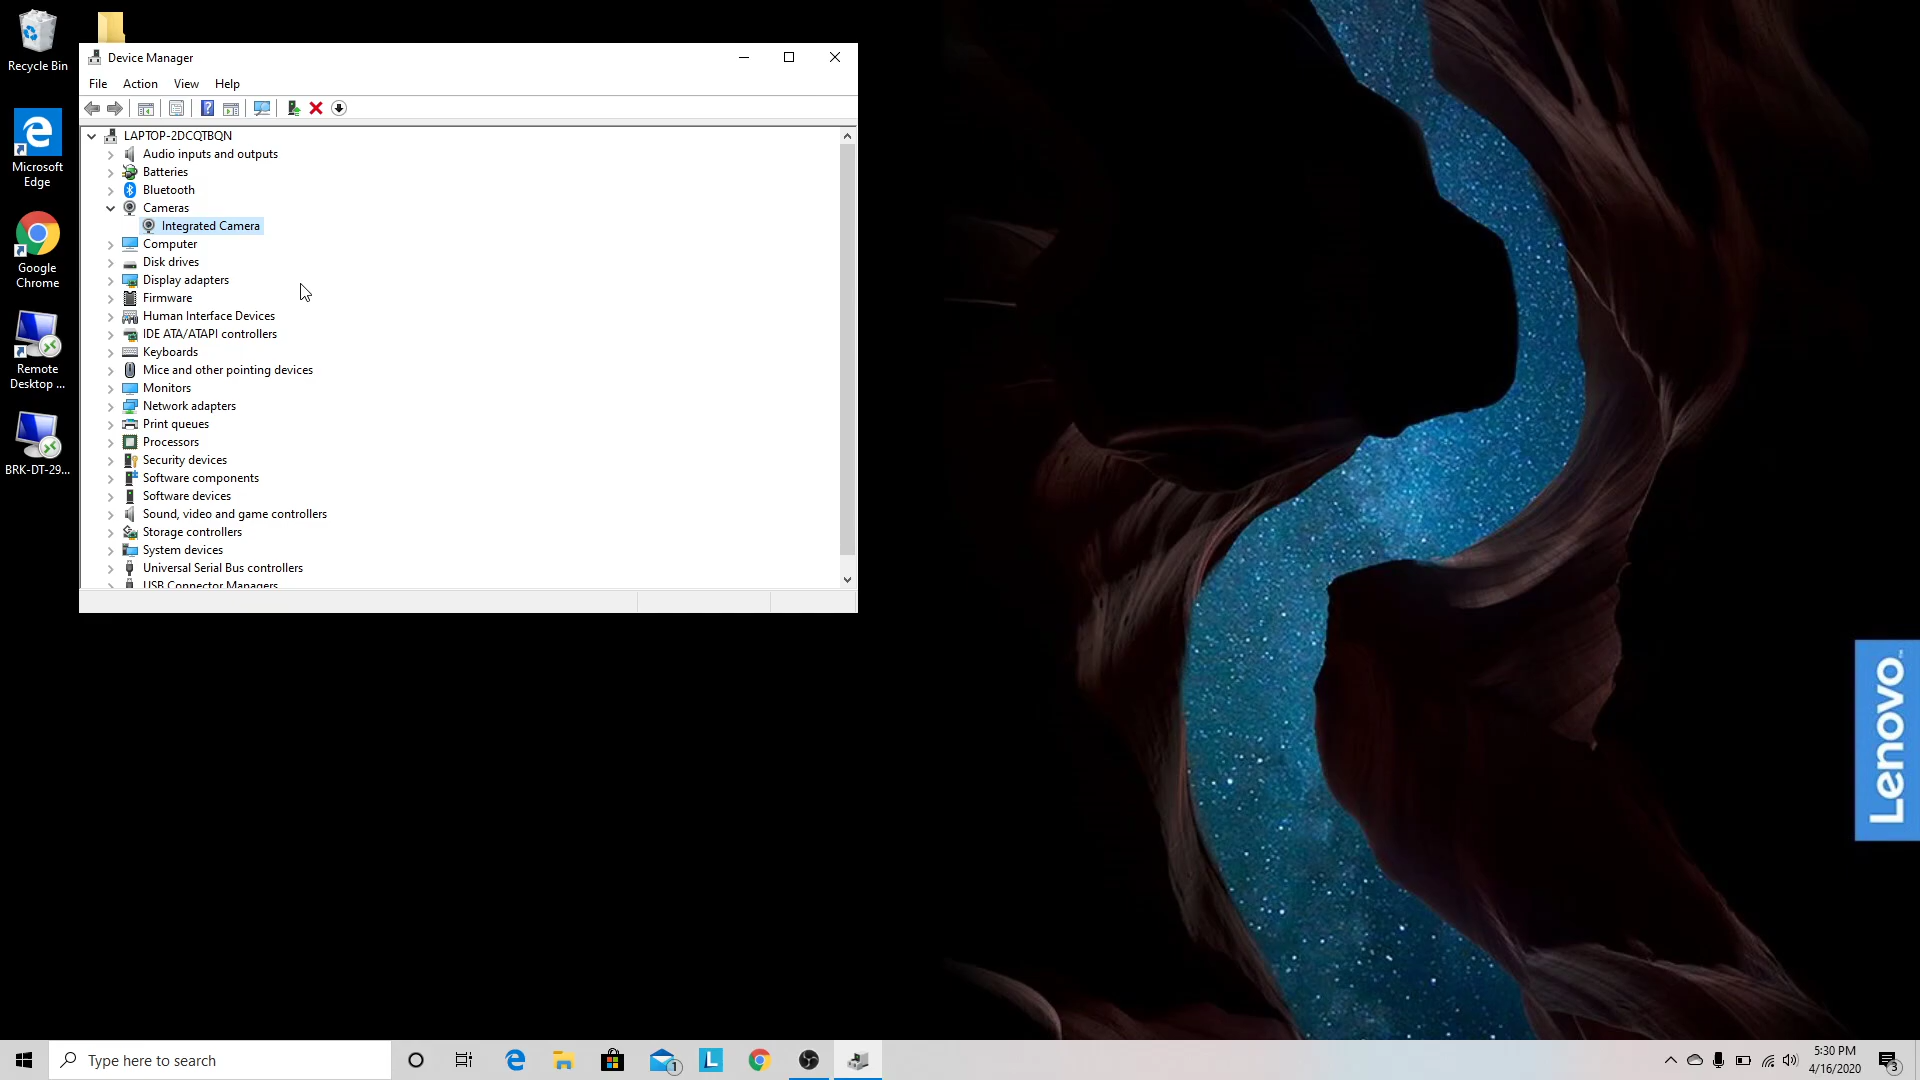 Recycle Bin
Microsoft
Edge
Google
Chrome
Remote
Desktop ...
BRK-DT-29...
Device Manager
File Action View Help
LAPTOP-2DCQTBQN
Audio inputs and outputs
Batteries
Bluetooth
Cameras
Integrated Camera
Computer
Disk drives
Display adapters
Firmware
Human Interface Devices
IDE ATA/ATAPI controllers
Keyboards
Mice and other pointing devices
Monitors
Network adapters
Print queues
Processors
Security devices
Software components
Software devices
Sound, video and game controllers
Storage controllers
System devices
Universal Serial Bus controllers
USB Connector Managers
Lenovo
Type here to search
L
1
5:30 PM
4/16/2020
3